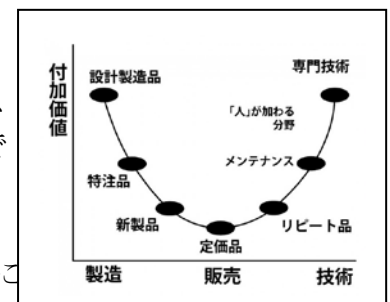 付加価値
設計製造品
専門技術
「人」が加わる
分野
メンテナンス
特注品
新製品
リピート品
定価品
製造
販売
技術
こ